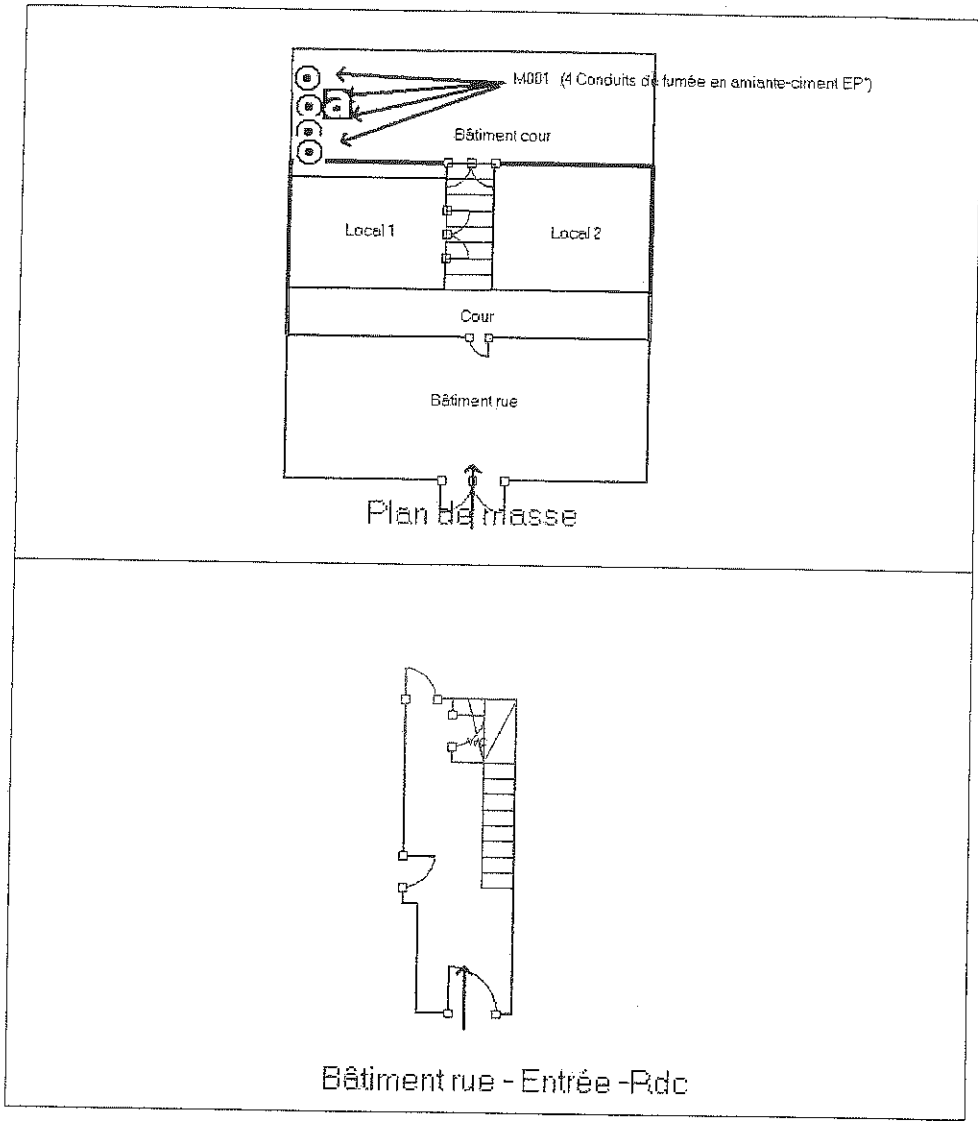 M001 (4 Conduits de fumée en amiante-ciment EP*)
Bâtiment cour
Local 1
Local 2
Cour
Bâtiment rue
Plan de masse
Bâtiment rue - Entrée -Rdc